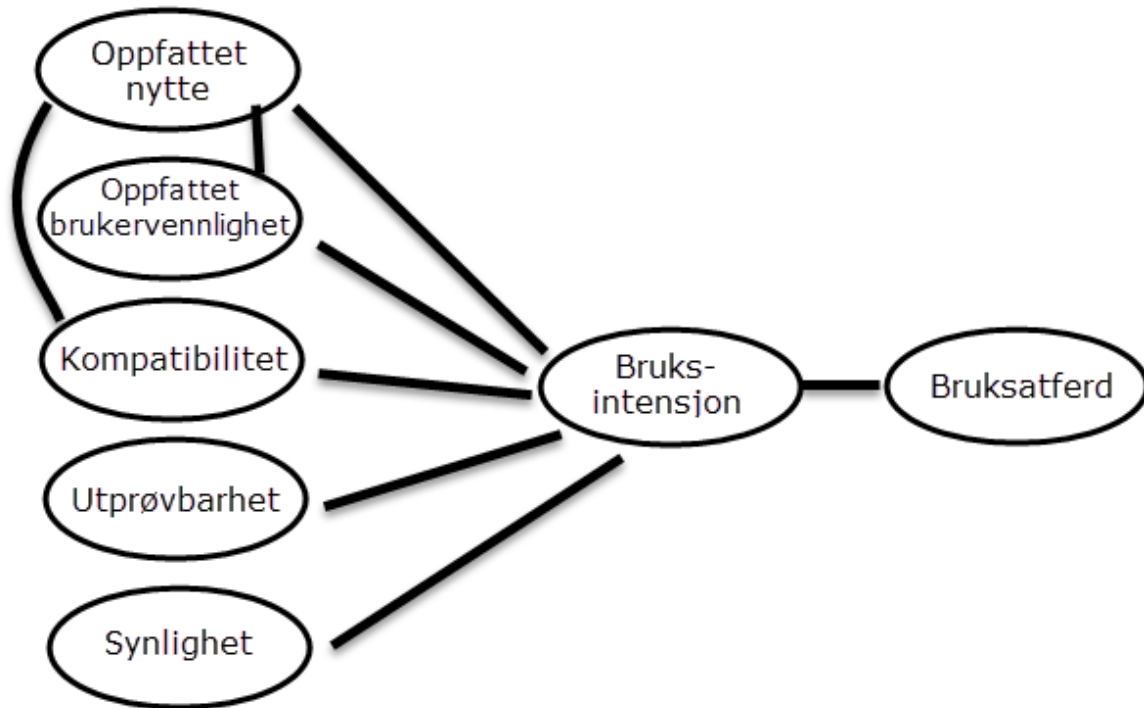 Oppfattet
nytte
Oppfattet
brukervennlighet
Kompatibilitet
Utprøvbarhet
Synlighet
Bruks-
intensjon
Bruksatferd